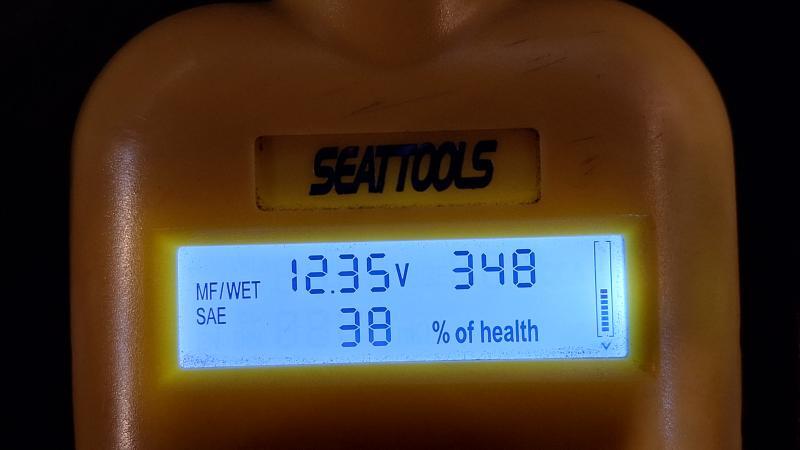 SEATTOOLS
MF/WET 12.35V 348
SAE 38 % of health